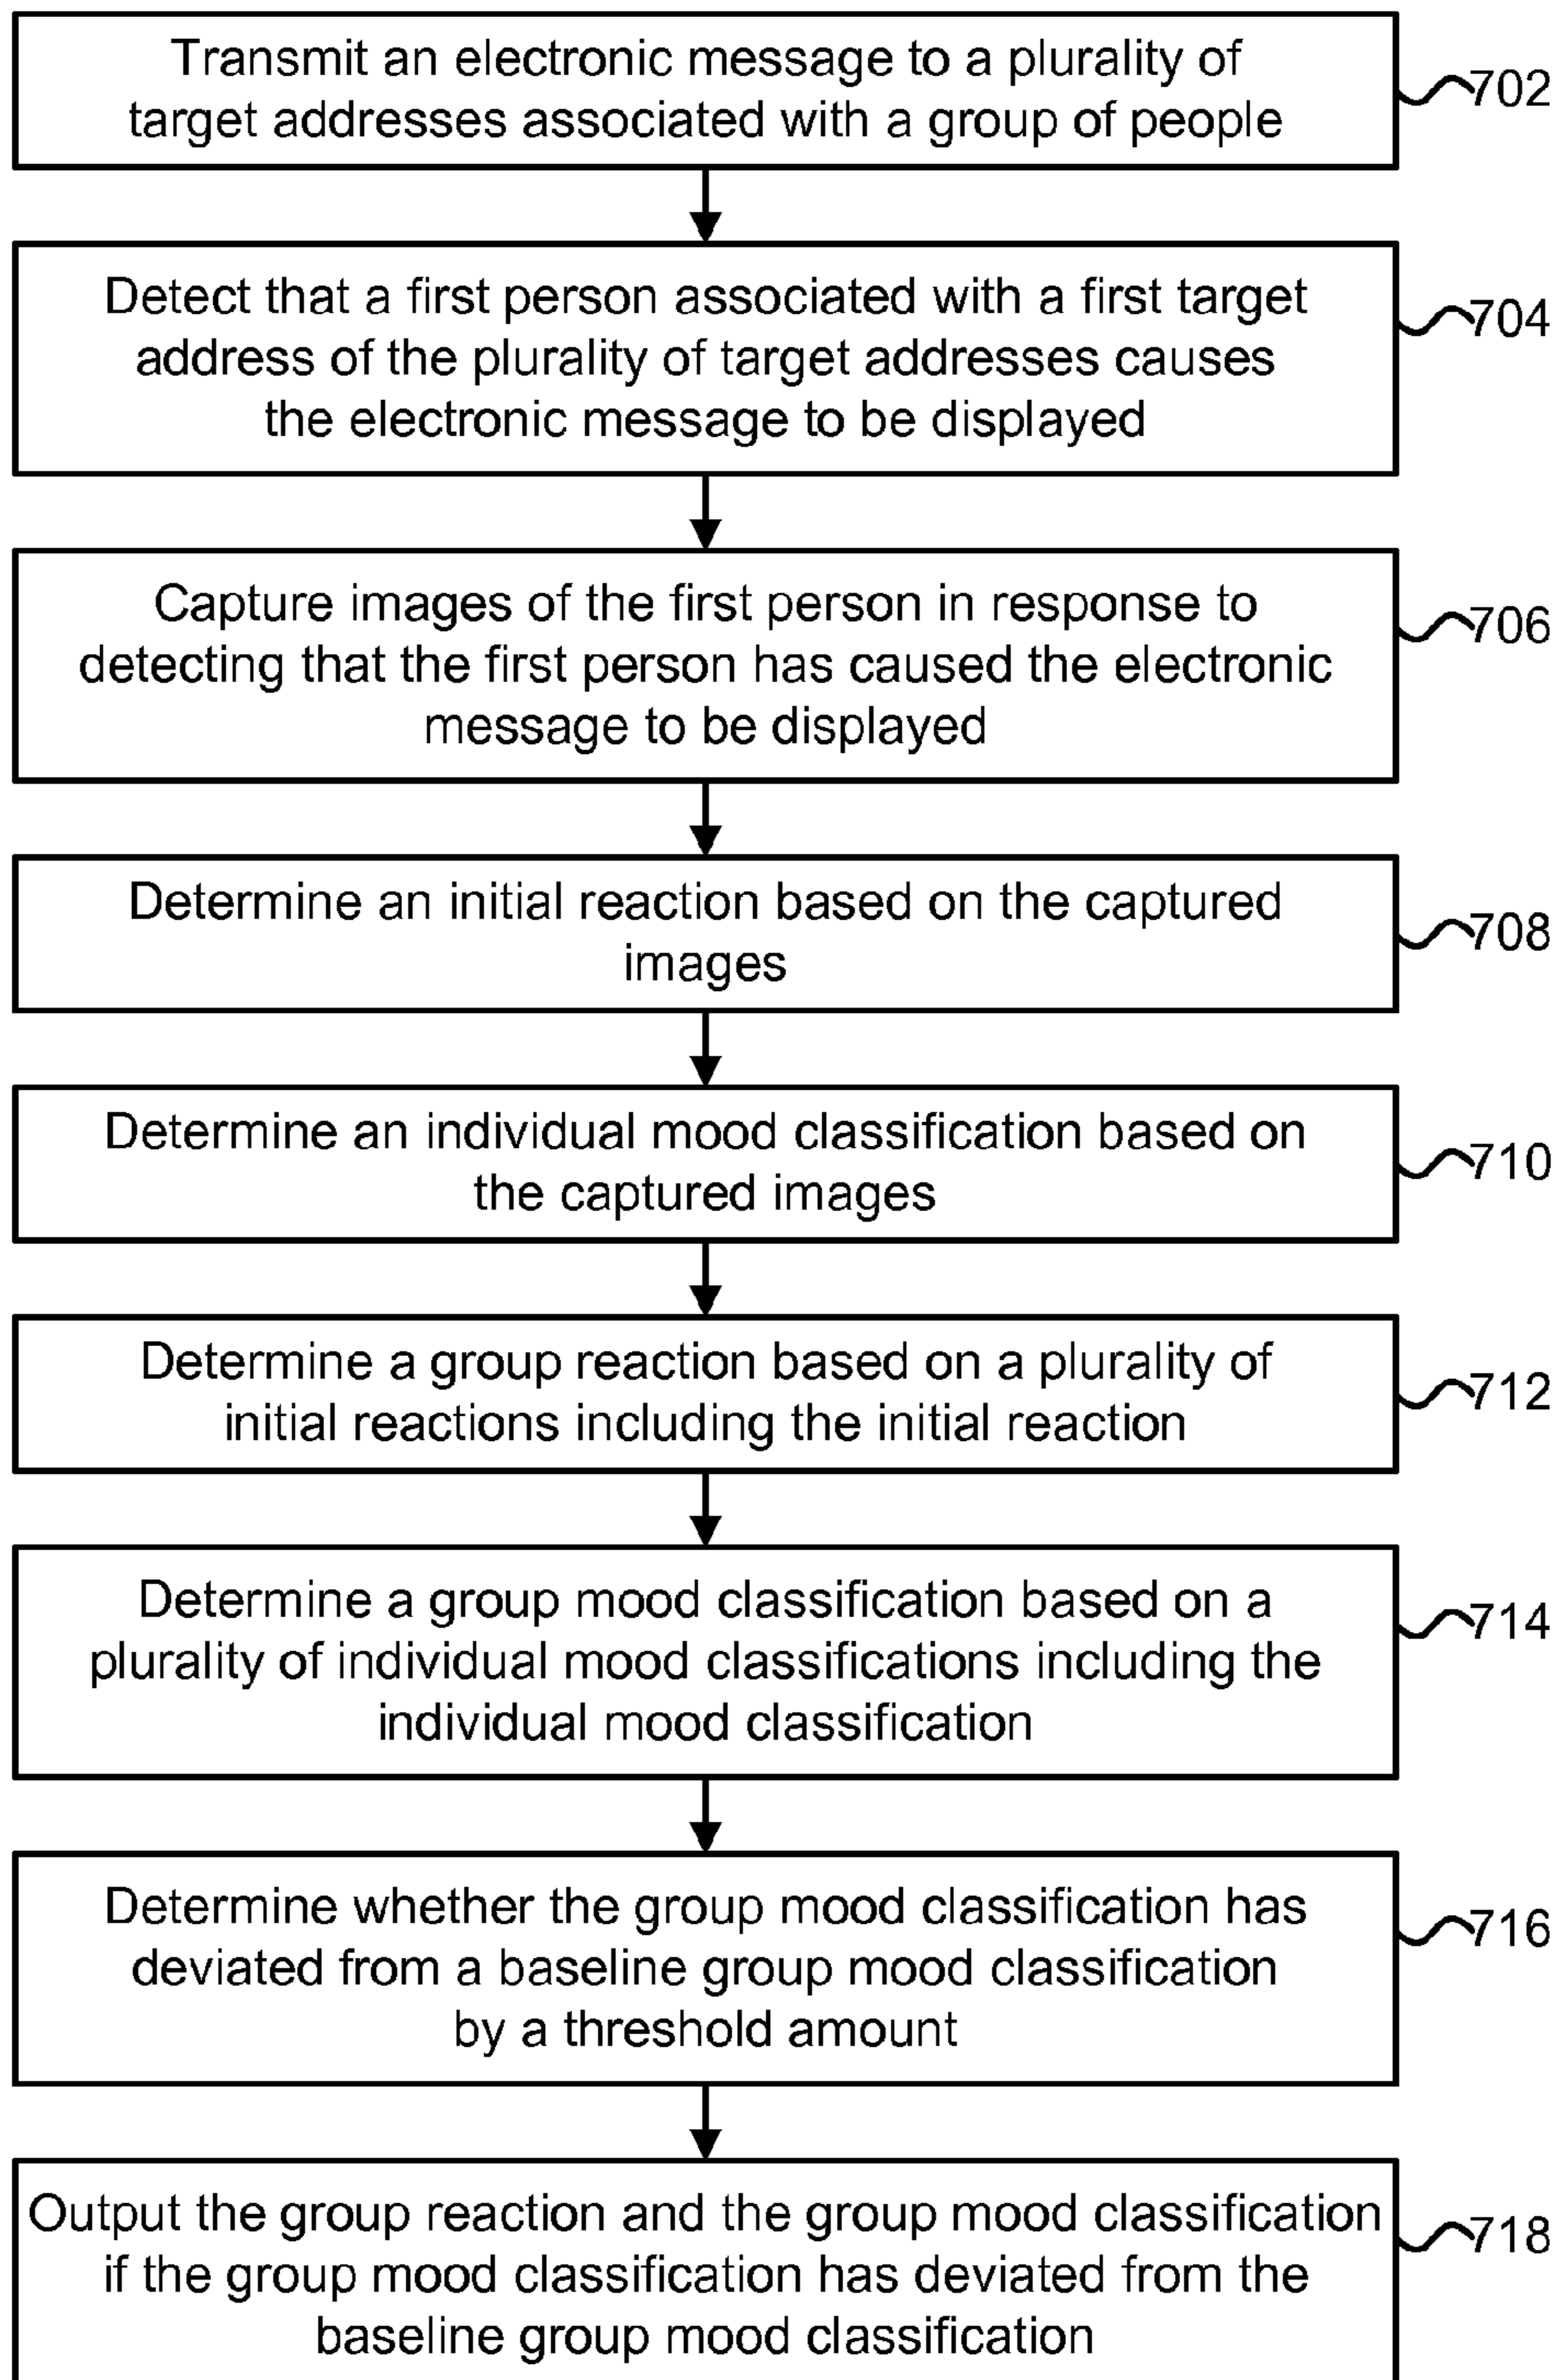 Transmit an electronic message to a plurality of
target addresses associated with a group of people
702
Detect that a first person associated with a first target
address of the plurality of target addresses causes
the electronic message to be displayed
704
Capture images of the first person in response to
detecting that the first person has caused the electronic
message to be displayed
706
Determine an initial reaction based on the captured
images
708
Determine an individual mood classification based on
the captured images
710
Determine a group reaction based on a plurality of
initial reactions including the initial reaction
712
Determine a group mood classification based on a
plurality of individual mood classifications including the
individual mood classification
714
Determine whether the group mood classification has
deviated from a baseline group mood classification
by a threshold amount
716
Output the group reaction and the group mood classification
if the group mood classification has deviated from the
baseline group mood classification
718